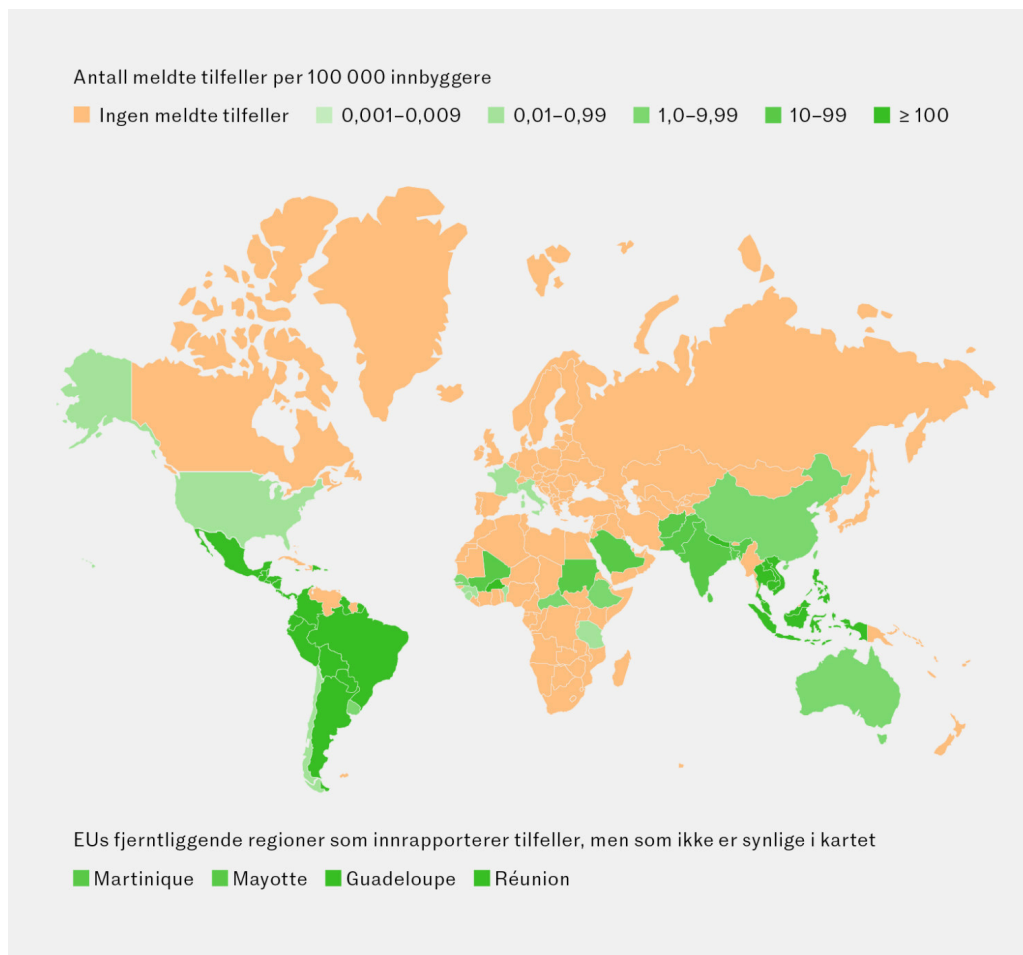 Antall meldte tilfeller per 100 000 innbyggere
Ingen meldte tilfeller 0,001–0,009 0,01–0,99 1,0–9,99 10–99 ≥ 100
EUs fjerntliggende regioner som innrapporterer tilfeller, men som ikke er synlige i kartet
Martinique Mayotte Guadeloupe Réunion